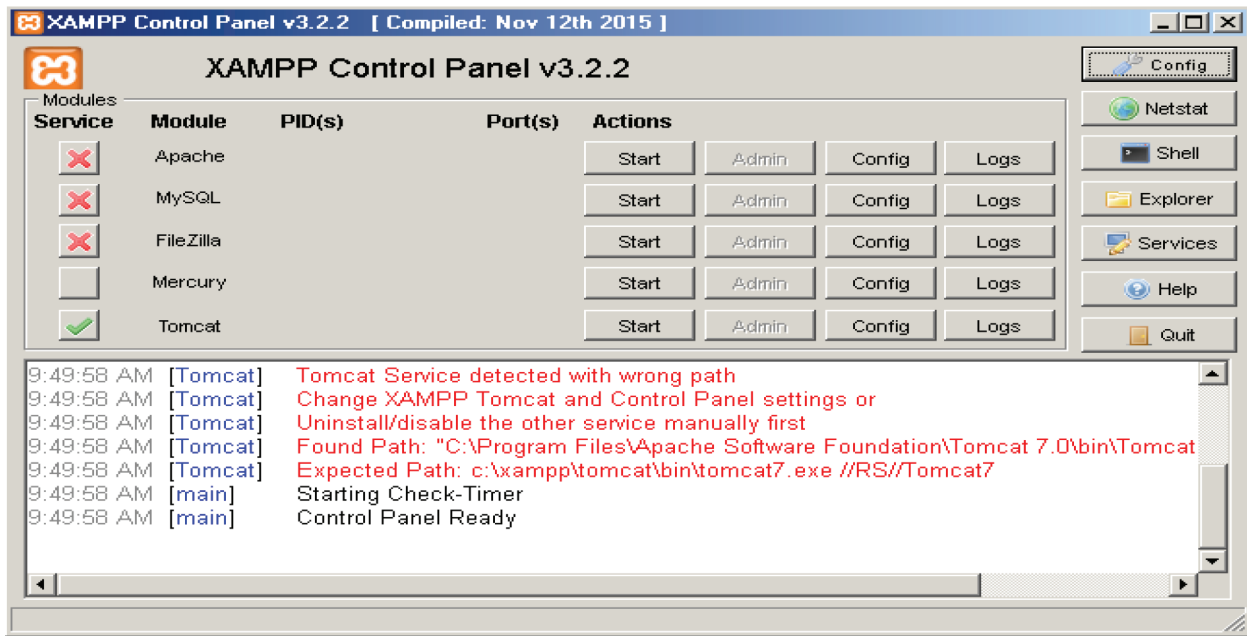 XAMPP Control Panel v3.2.2 [ Compiled: Nov 12th 2015 ]
XAMPP Control Panel v3.2.2
Config
Modules
Netstat
Service Module PID(s) Port(s) Actions
Apache Start Admin Config Logs
Shell
MySQL Start Admin Config Logs
Explorer
FileZilla Start Admin Config Logs
Services
Mercury Start Admin Config Logs
Help
Tomcat Start Admin Config Logs
Quit
9:49:58 AM [Tomcat] Tomcat Service detected with wrong path
9:49:58 AM [Tomcat] Change XAMPP Tomcat and Control Panel settings or
9:49:58 AM [Tomcat] Uninstall/disable the other service manually first
9:49:58 AM [Tomcat] Found Path: "C:\Program Files\Apache Software Foundation\Tomcat 7.0\bin\Tomcat
9:49:58 AM [Tomcat] Expected Path: c:\xampp\tomcat\bin\tomcat7.exe //RS//Tomcat7
9:49:58 AM [main] Starting Check-Timer
9:49:58 AM [main] Control Panel Ready